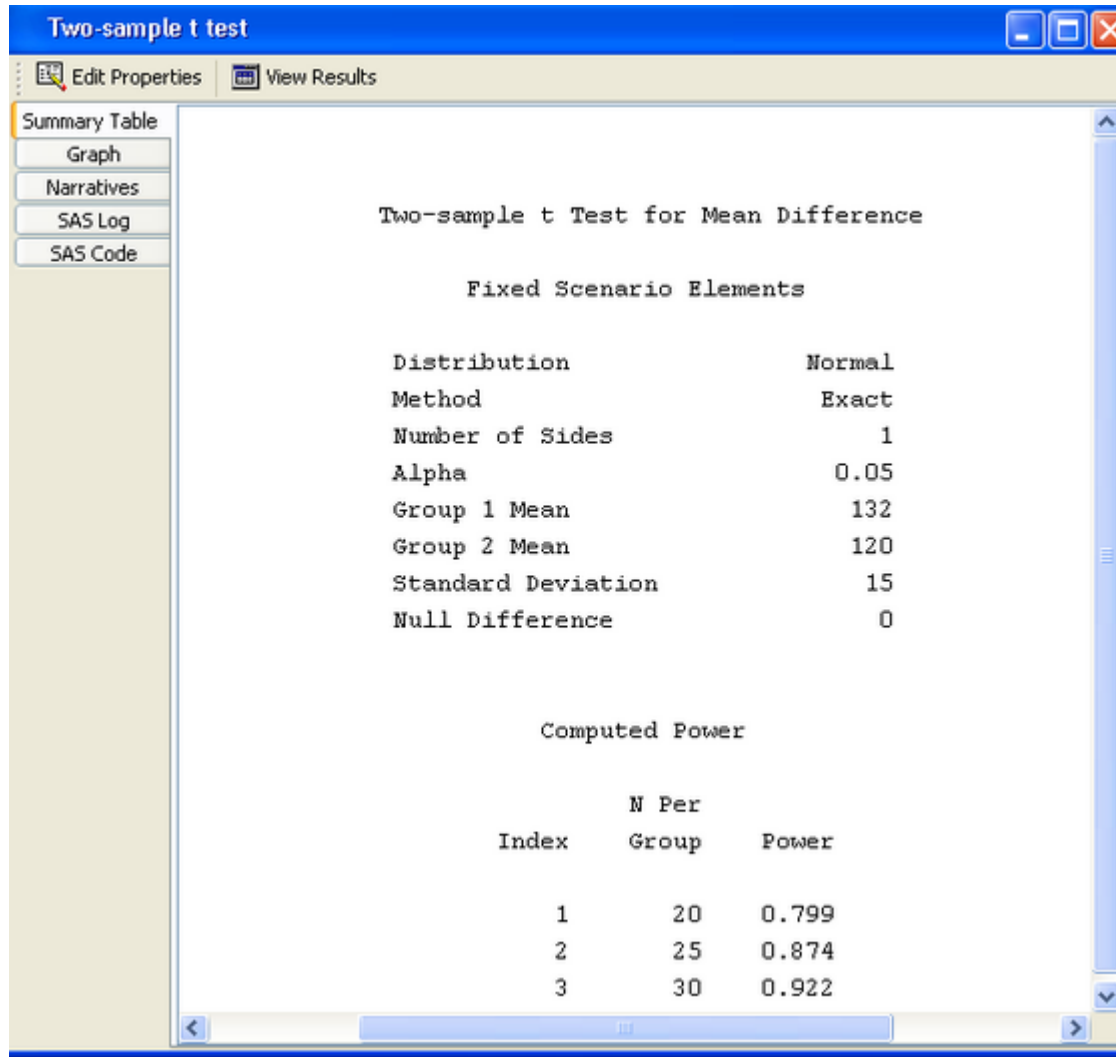 Two-sample t test
Edit Properties View Results
Summary Table
Graph
Narratives
SAS Log
SAS Code
Two-sample t Test for Mean Difference
Fixed Scenario Elements
Distribution Normal
Method Exact
Number of Sides 1
Alpha 0.05
Group 1 Mean 132
Group 2 Mean 120
Standard Deviation 15
Null Difference 0
Computed Power
N Per
Index Group Power
1 20 0.799
2 25 0.874
3 30 0.922